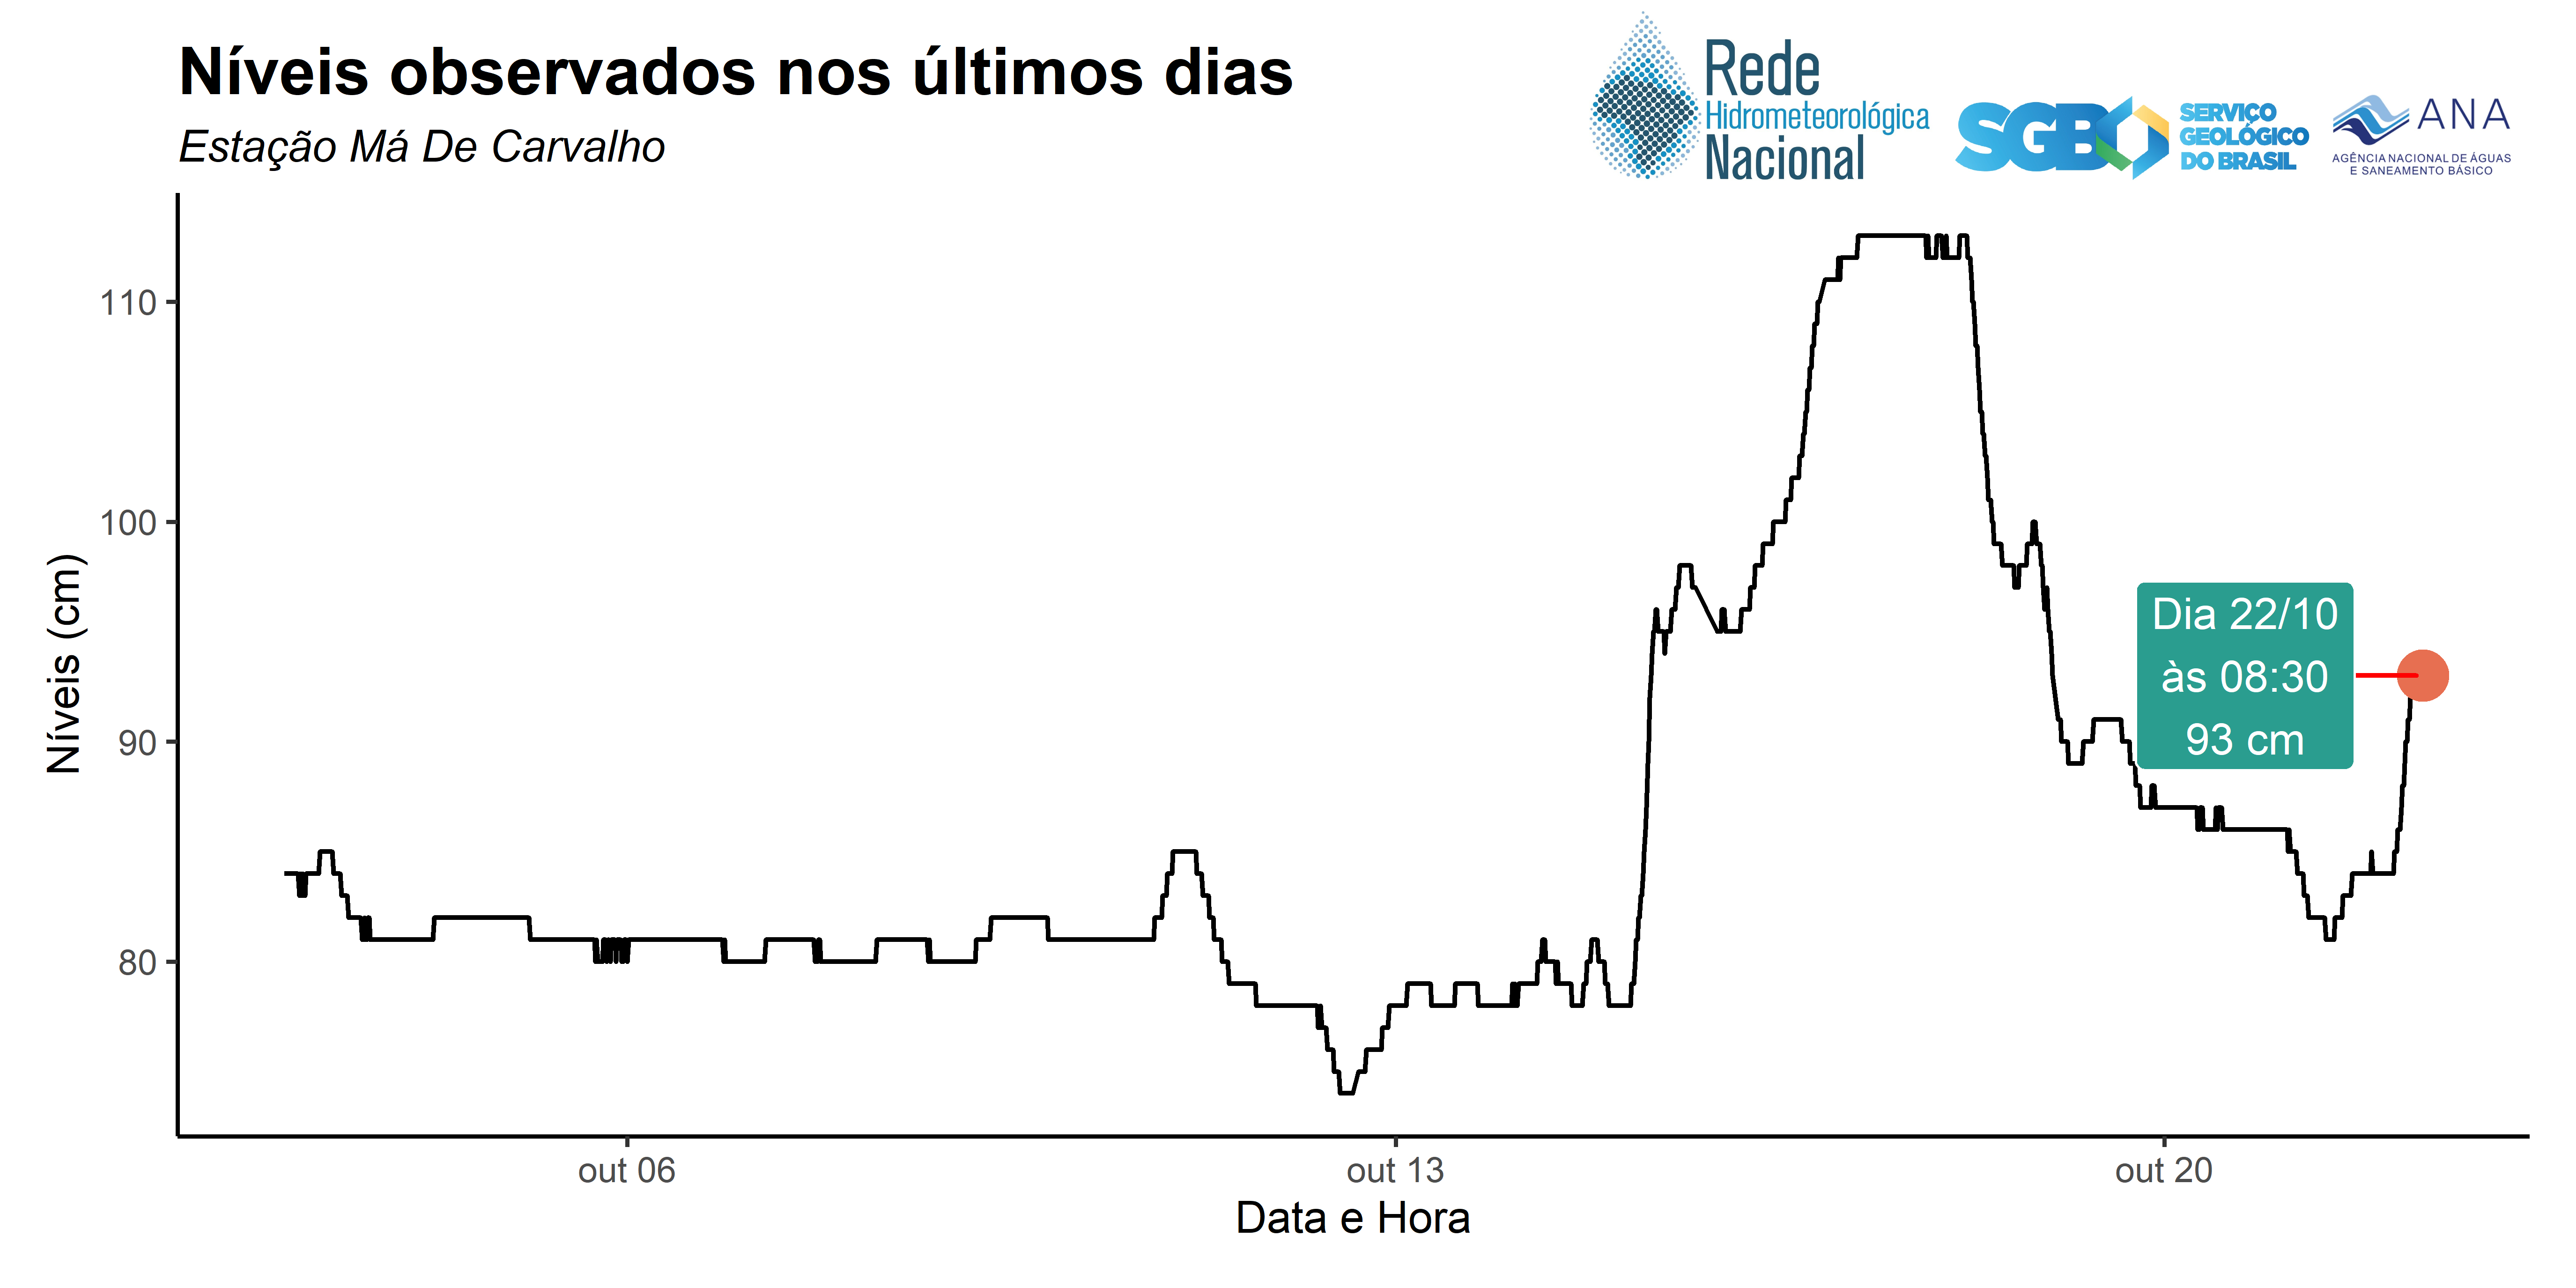 Níveis observados nos últimos dias
Estação Má De Carvalho
Rede
Hidrometeorológica
Nacional
SGB
SERVIÇO
GEOLÓGICO
DO BRASIL
ANA
AGÊNCIA NACIONAL DE ÁGUAS
E SANEAMENTO BÁSICO
Níveis (cm)
110
100
90
80
Dia 22/10
às 08:30
93 cm
out 06
out 13
out 20
Data e Hora